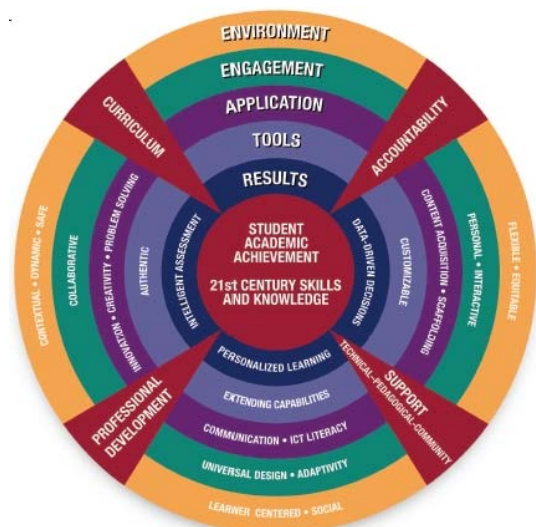 ENVIRONMENT
ENGAGEMENT
APPLICATION
TOOLS
RESULTS
CURRICULUM
ACCOUNTABILITY
STUDENT
ACADEMIC
ACHIEVEMENT
21st CENTURY SKILLS
AND KNOWLEDGE
CONTEXTUAL • DYNAMIC • SAFE
COLLABORATIVE
INNOVATION • CREATIVITY • PROBLEM SOLVING
AUTHENTIC
INTELLIGENT ASSESSMENT
DATA-DRIVEN DECISIONS
CUSTOMIZABLE
CONTENT ACQUISITION • SCAFFOLDING
PERSONAL • INTERACTIVE
FLEXIBLE • EQUITABLE
PROFESSIONAL
DEVELOPMENT
SUPPORT
TECHNICAL-PEDAGOGICAL-COMMUNITY
PERSONALIZED LEARNING
EXTENDING CAPABILITIES
COMMUNICATION • ICT LITERACY
UNIVERSAL DESIGN • ADAPTIVITY
LEARNER CENTERED • SOCIAL